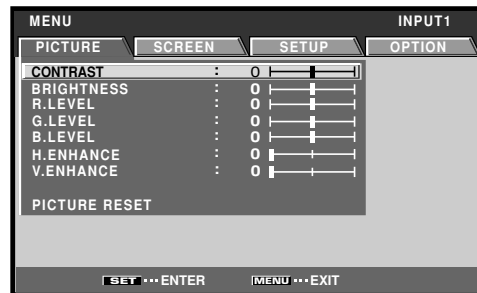 MENU INPUT1
PICTURE SCREEN SETUP OPTION
CONTRAST : 0
BRIGHTNESS : 0
R.LEVEL : 0
G.LEVEL : 0
B.LEVEL : 0
H.ENHANCE : 0
V.ENHANCE : 0
PICTURE RESET
SET ··· ENTER MENU ··· EXIT